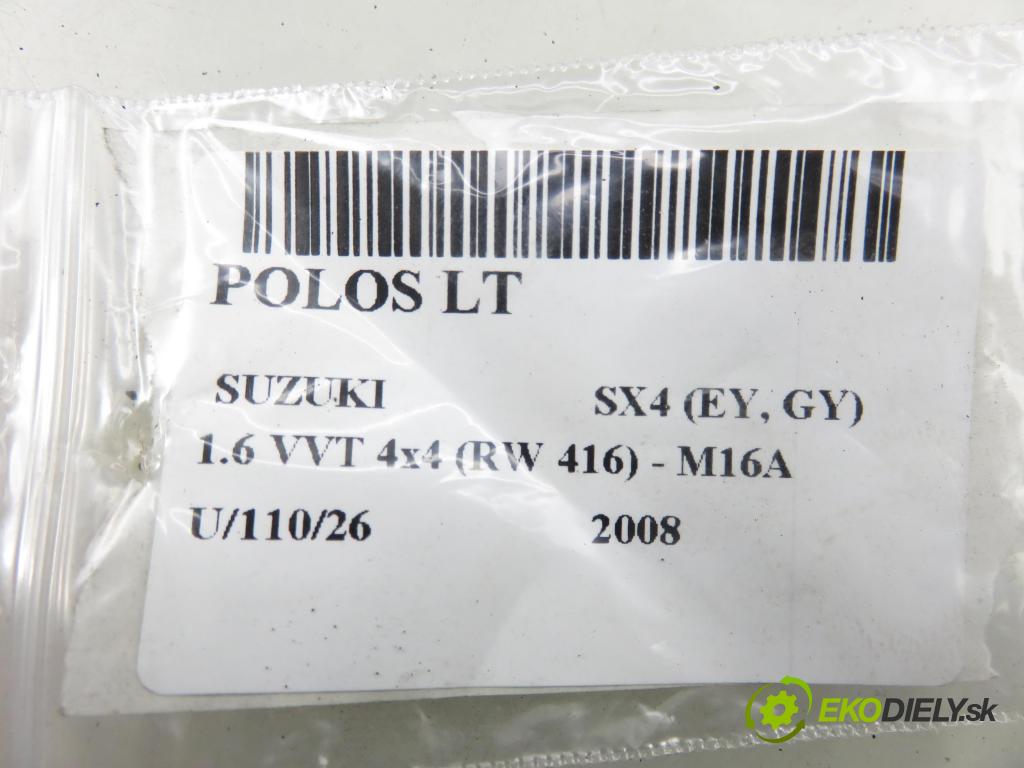 POLOS LT
SUZUKI SX4 (EY, GY)
1.6 VVT 4x4 (RW 416) - M16A
U/110/26 2008
EKODIELY.sk